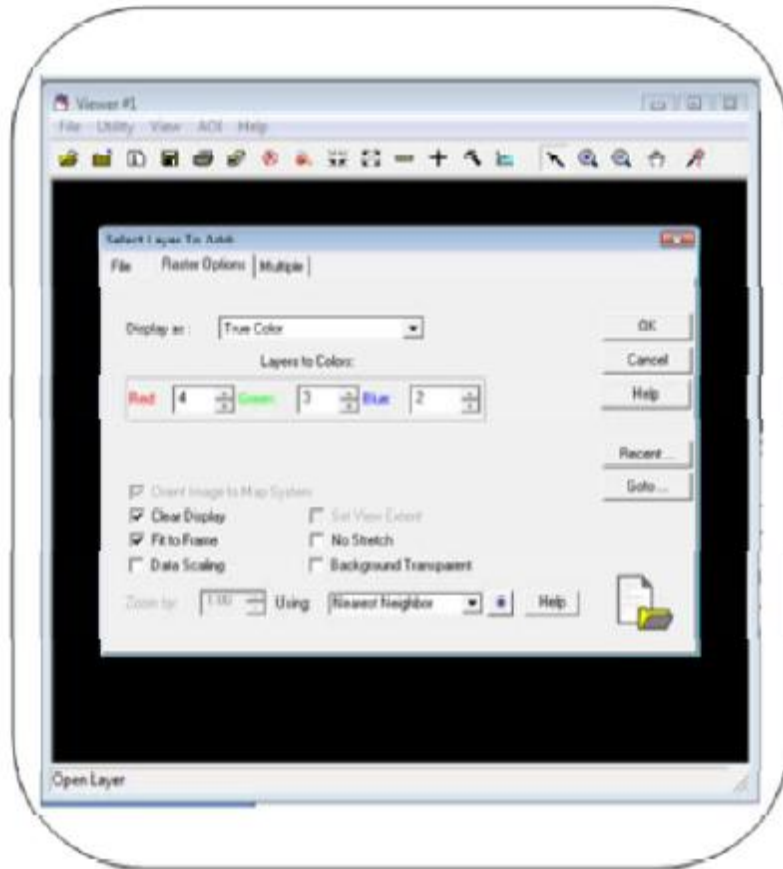 Viewer #1
File Utility View AOI Help
Select Layer To Add:
File Raster Options Multiple
Display as : True Color
OK
Layers to Colors:
Cancel
Red 4 Green 3 Blue 2
Help
Recent ...
Goto ...
Orient Image to Map System
Clear Display Set View Extent
Fit to Frame No Stretch
Data Scaling Background Transparent
Zoom by: 1.00 Using: Nearest Neighbor Help
Open Layer